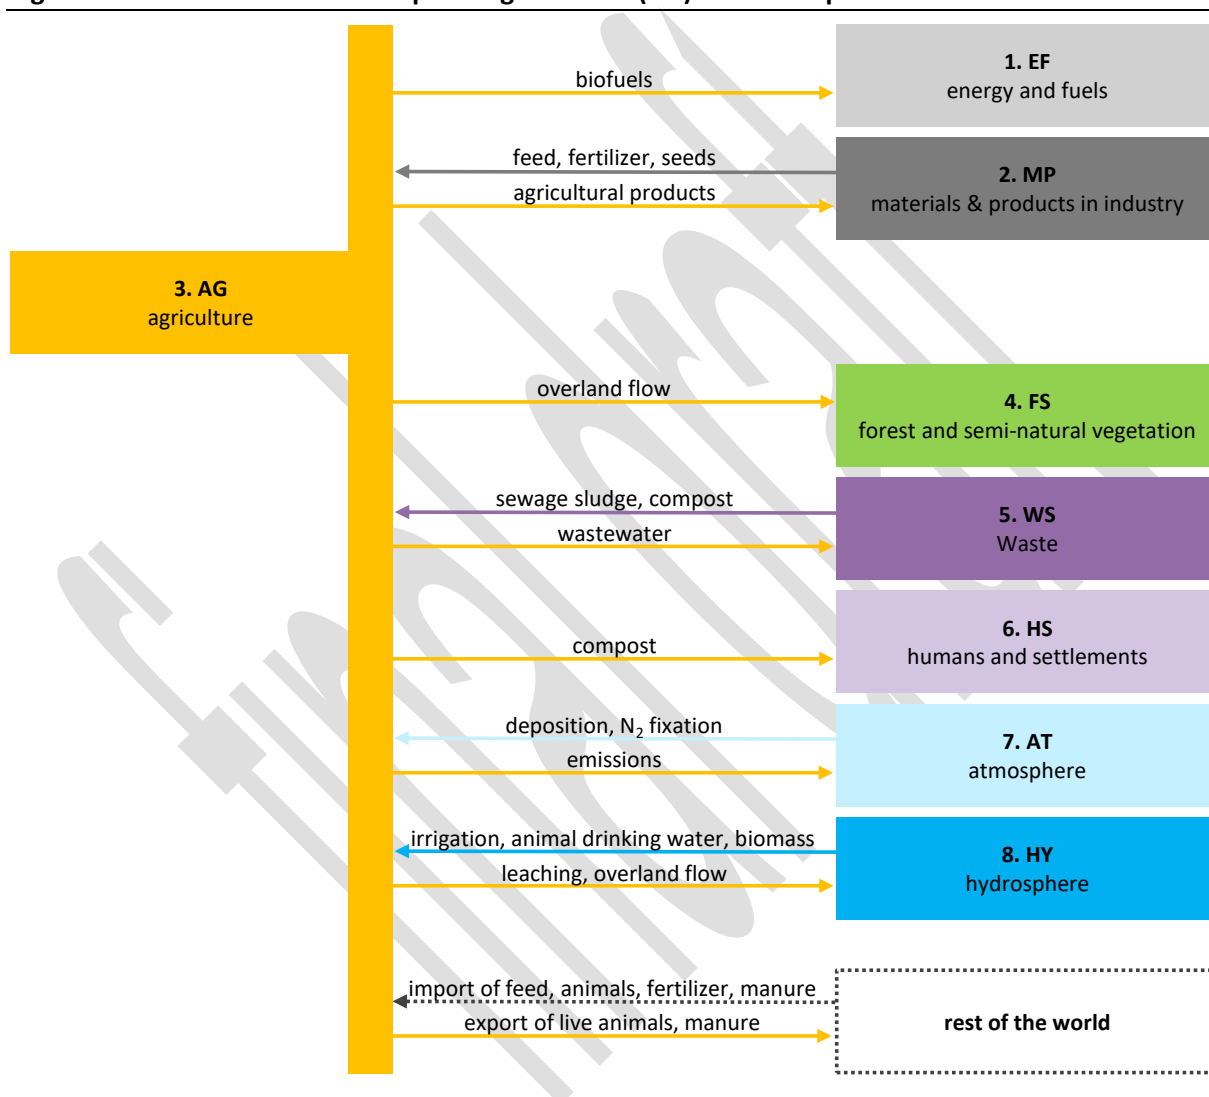 biofuels
1. EF
energy and fuels
feed, fertilizer, seeds
agricultural products
2. MP
materials & products in industry
3. AG
agriculture
overland flow
4. FS
forest and semi-natural vegetation
sewage sludge, compost
wastewater
5. WS
Waste
compost
6. HS
humans and settlements
deposition, N₂ fixation
emissions
7. AT
atmosphere
irrigation, animal drinking water, biomass
leaching, overland flow
8. HY
hydrosphere
import of feed, animals, fertilizer, manure
export of live animals, manure
rest of the world